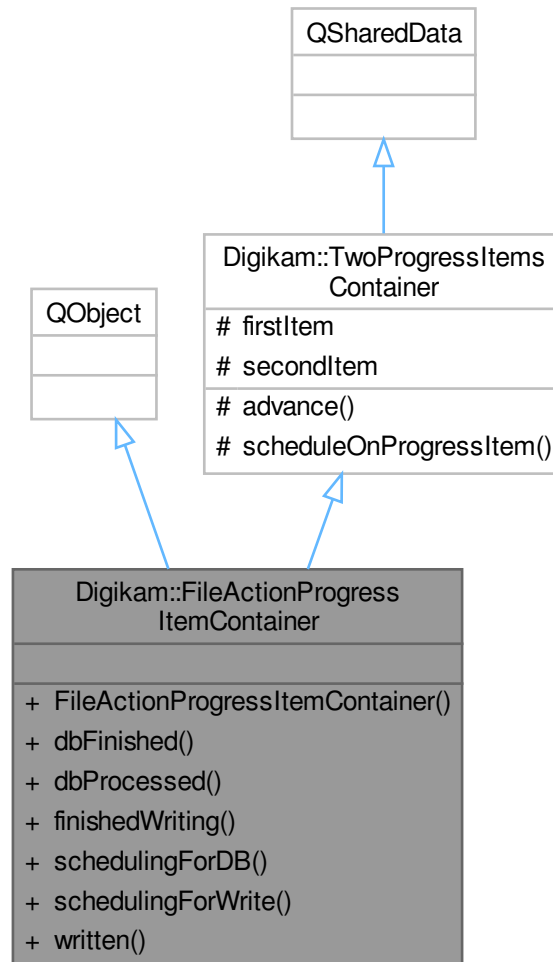 QSharedData
Digikam::TwoProgressItems
Container
# firstItem
# secondItem
# advance()
# scheduleOnProgressItem()
QObject
Digikam::FileActionProgress
ItemContainer
+ FileActionProgressItemContainer()
+ dbFinished()
+ dbProcessed()
+ finishedWriting()
+ schedulingForDB()
+ schedulingForWrite()
+ written()